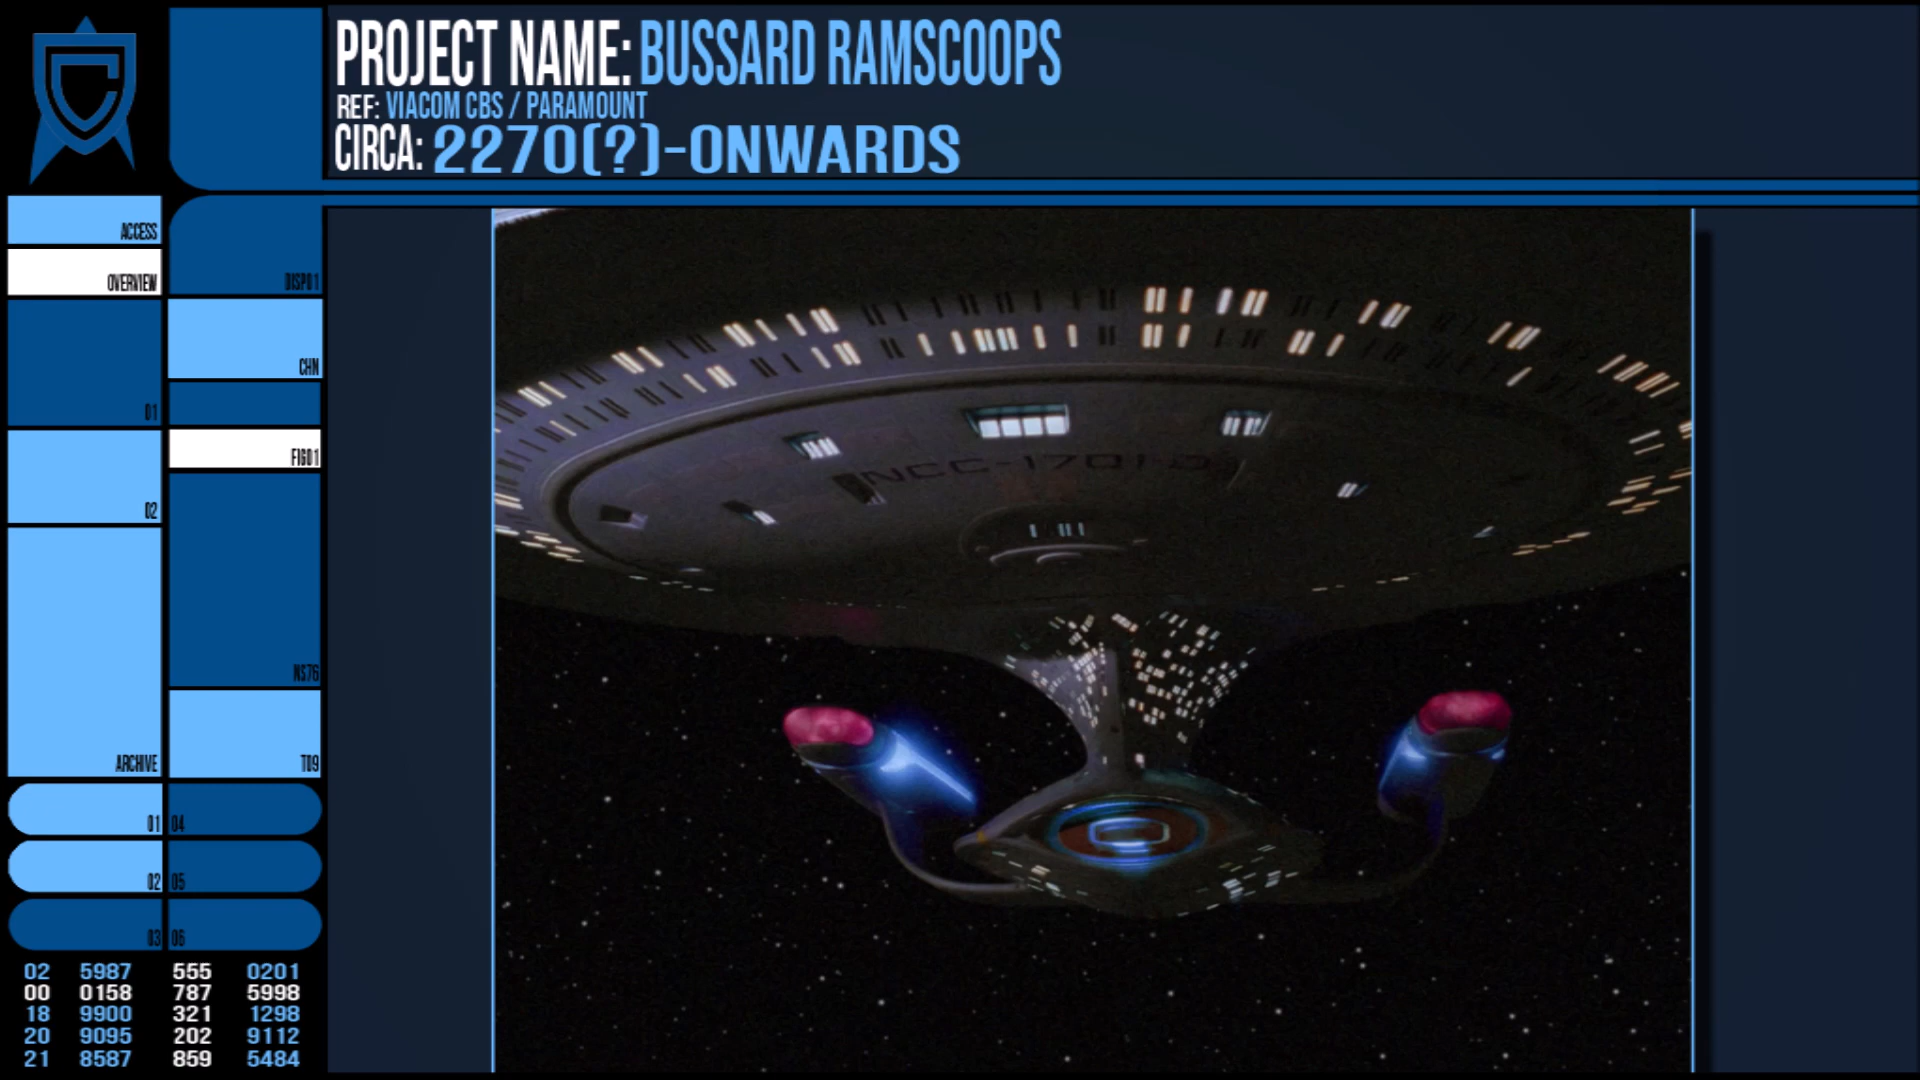 PROJECT NAME: BUSSARD RAMSCOOPS
REF: VIACOM CBS / PARAMOUNT
CIRCA: 2270(?)-ONWARDS
ACCESS
OVERVIEW
01
02
ARCHIVE
DISP01
CHN
FIG01
NS76
T09
01 04
02 05
03 06
02 5987 555 0201
00 0158 787 5998
18 9900 321 1298
20 9095 202 9112
21 8587 859 5484
NCC-1701-D